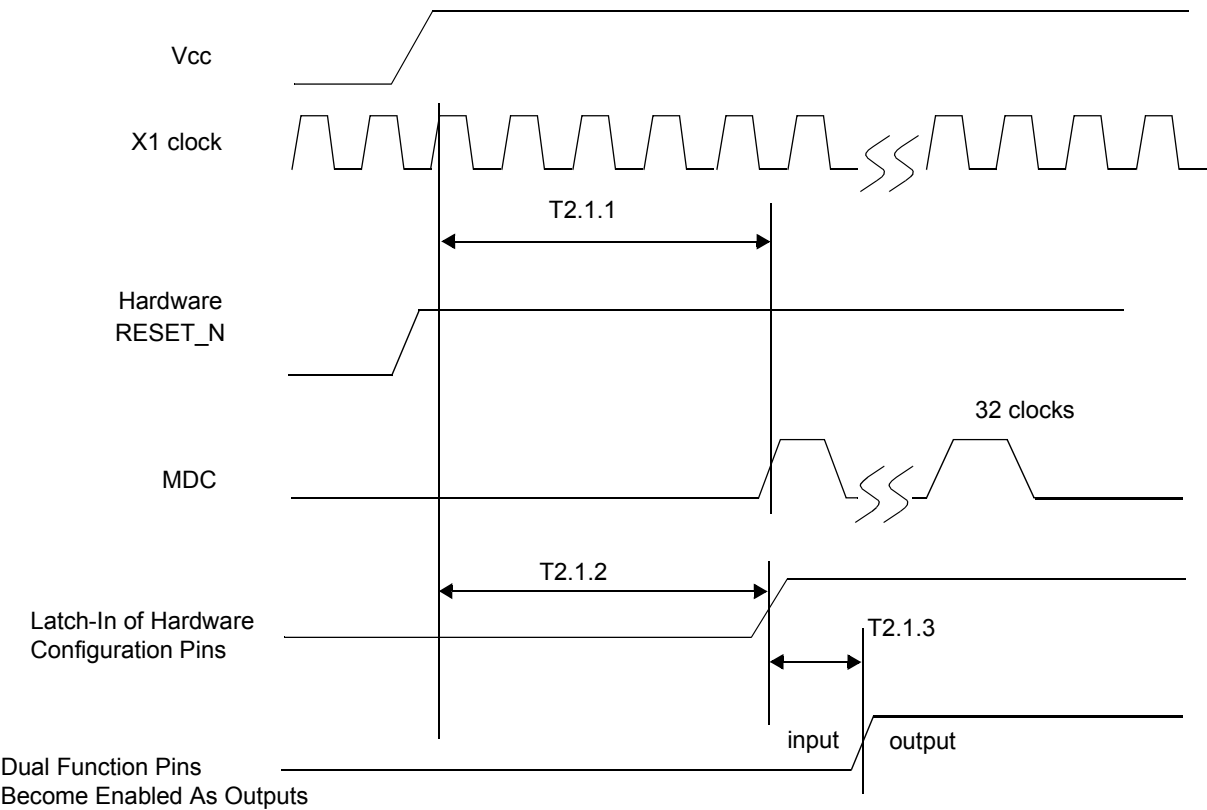 Vcc
X1 clock
T2.1.1
Hardware
RESET_N
32 clocks
MDC
T2.1.2
Latch-In of Hardware
Configuration Pins
T2.1.3
input
output
Dual Function Pins
Become Enabled As Outputs